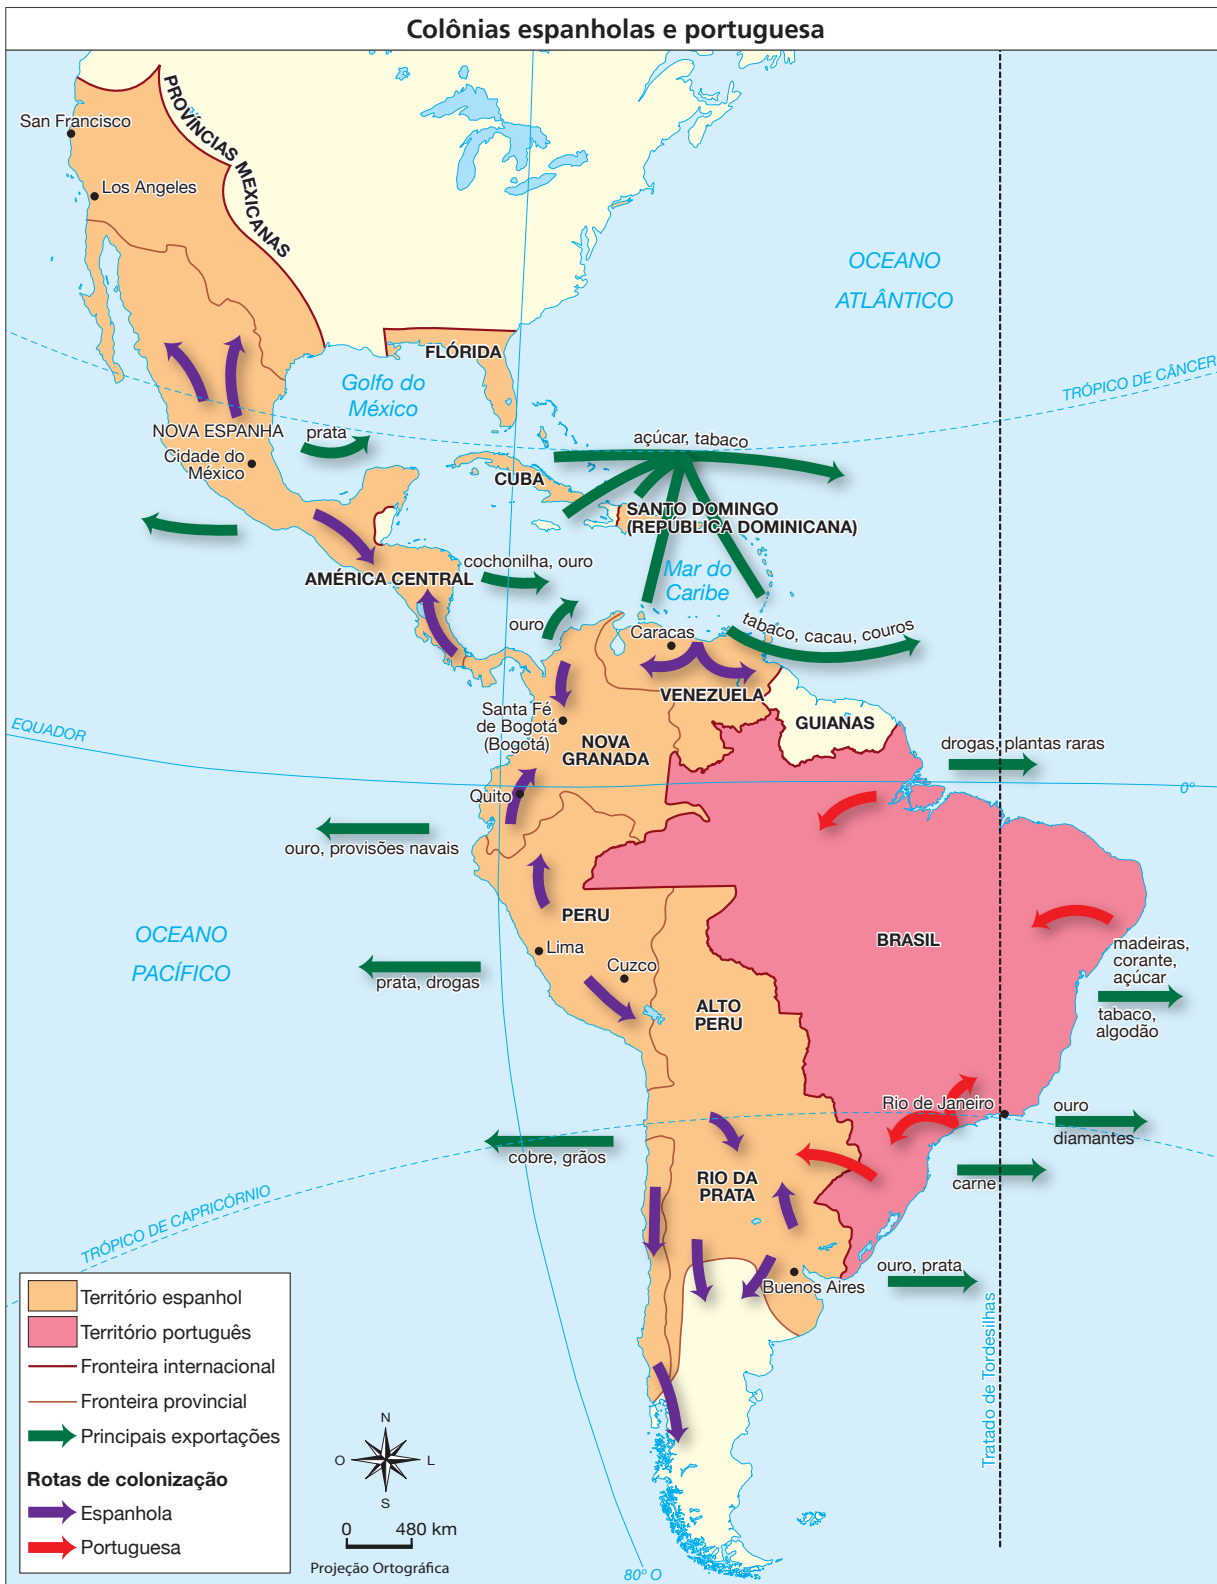 Colônias espanholas e portuguesa
PROVÍNCIAS MEXICANAS
San Francisco
Los Angeles
OCEANO
ATLÂNTICO
FLÓRIDA
TRÓPICO DE CÂNCER
Golfo do
México
NOVA ESPANHA
prata
Cidade do
México
açúcar, tabaco
CUBA
SANTO DOMINGO
(REPÚBLICA DOMINICANA)
cochonilha, ouro
AMÉRICA CENTRAL
Mar do
Caribe
ouro
Caracas
tabaco, cacau, couros
VENEZUELA
Santa Fé
de Bogotá
(Bogotá)
GUIANAS
EQUADOR
NOVA
GRANADA
drogas, plantas raras
0º
Quito
ouro, provisões navais
PERU
OCEANO
PACÍFICO
BRASIL
Lima
madeiras,
corante,
açúcar
Cuzco
prata, drogas
ALTO
PERU
tabaco,
algodão
Rio de Janeiro
ouro
diamantes
cobre, grãos
RIO DA
PRATA
carne
TRÓPICO DE CAPRICÓRNIO
ouro, prata
Buenos Aires
Tratado de Tordesilhas
Território espanhol
Território português
Fronteira internacional
Fronteira provincial
Principais exportações
Rotas de colonização
Espanhola
Portuguesa
N
O
L
S
0 480 km
Projeção Ortográfica
80º O